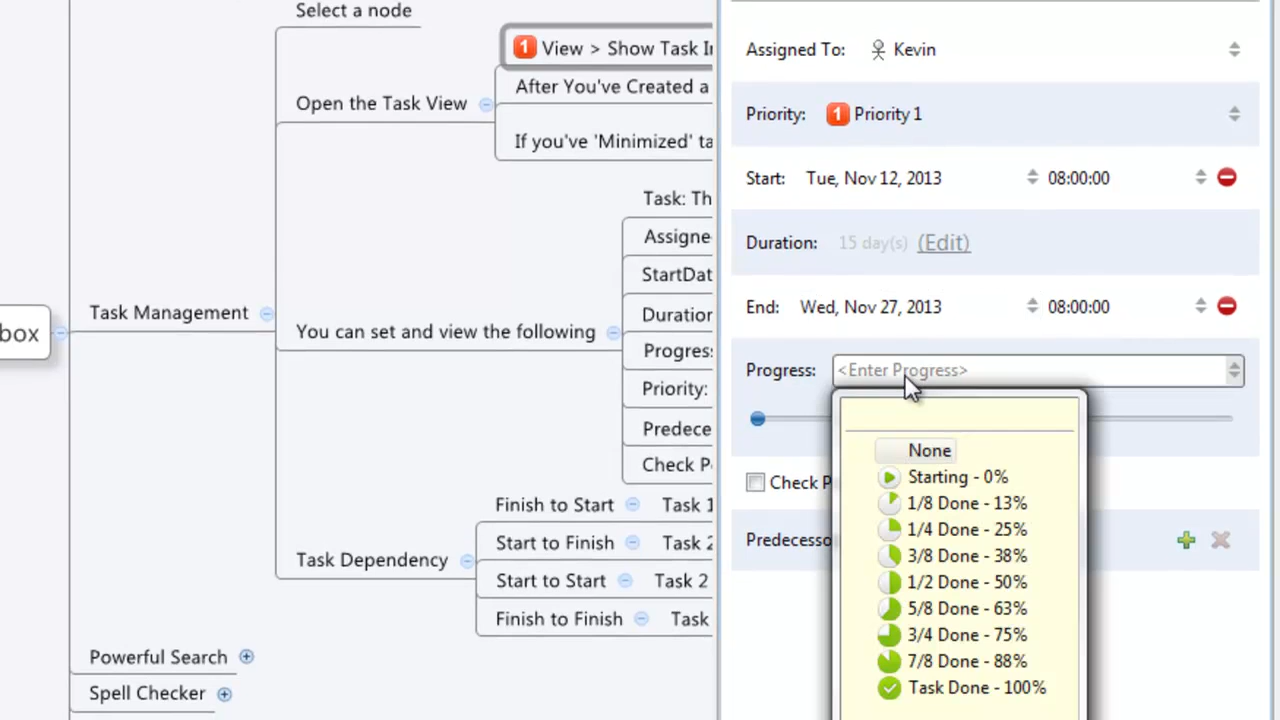 Select a node
1 View > Show Task I
After You've Created a
Open the Task View
If you've 'Minimized' ta
Task: Th
Assigne
StartDat
Duration
Progress
Priority:
Predece
Check P
You can set and view the following
Task Management
box
Finish to Start Task 1
Start to Finish Task 2
Task Dependency
Start to Start Task 2
Finish to Finish Task
Powerful Search
Spell Checker
Assigned To: Kevin
Priority: 1 Priority 1
Start: Tue, Nov 12, 2013 08:00:00
Duration: 15 day(s) (Edit)
End: Wed, Nov 27, 2013 08:00:00
Progress: <Enter Progress>
Check P
Predecesso
None
Starting - 0%
1/8 Done - 13%
1/4 Done - 25%
3/8 Done - 38%
1/2 Done - 50%
5/8 Done - 63%
3/4 Done - 75%
7/8 Done - 88%
Task Done - 100%